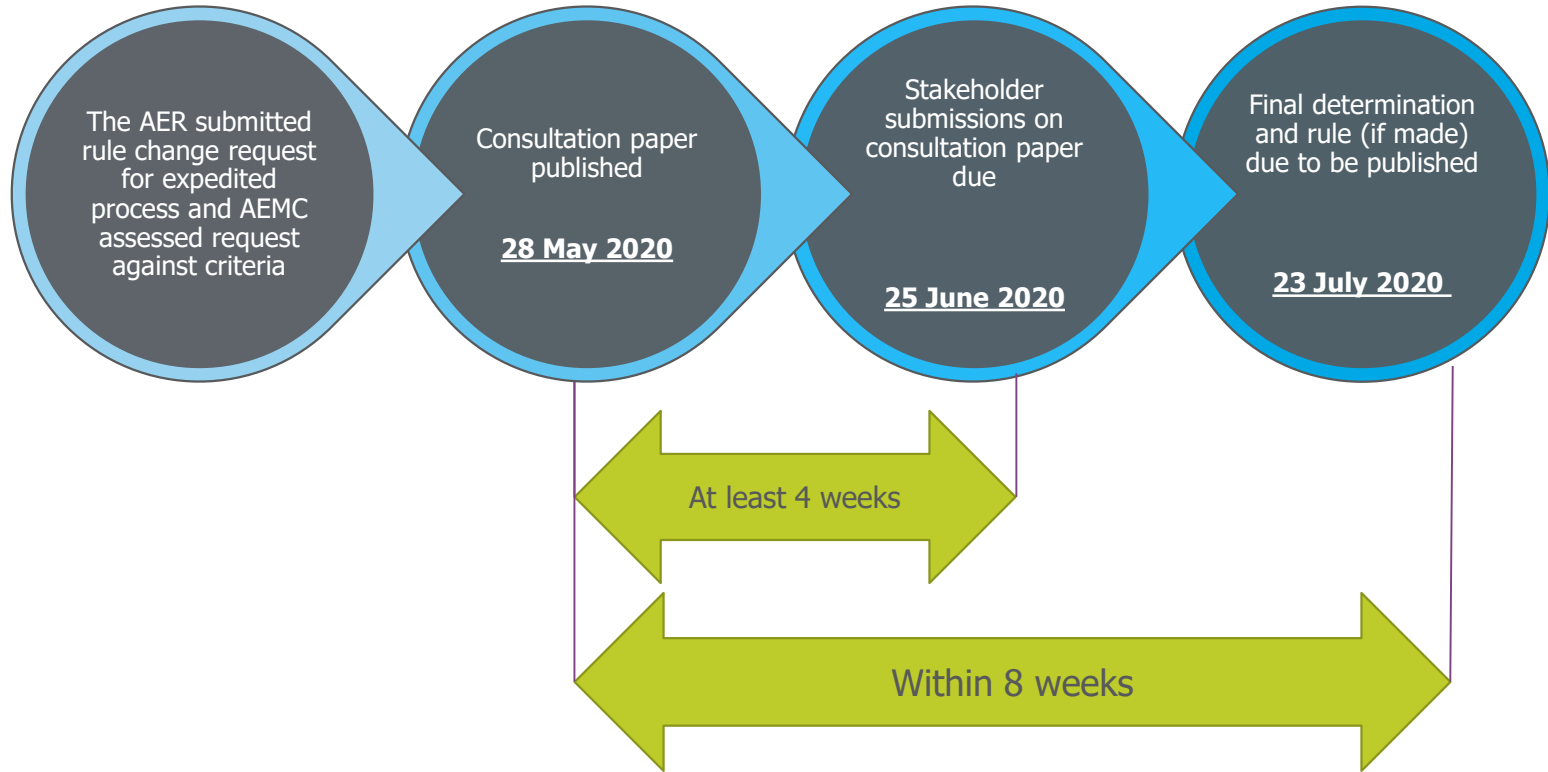 The AER submitted
rule change request
for expedited
process and AEMC
assessed request
against criteria
Consultation paper
published
28 May 2020
Stakeholder
submissions on
consultation paper
due
25 June 2020
Final determination
and rule (if made)
due to be published
23 July 2020
At least 4 weeks
Within 8 weeks